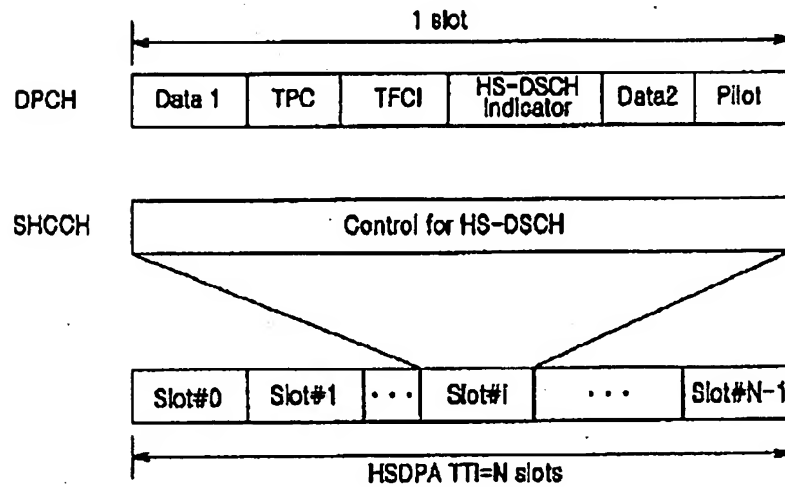 1 slot
DPCH
Data 1
TPC
TFCI
HS-DSCH
Indicator
Data2
Pilot
SHCCH
Control for HS-DSCH
Slot#0
Slot#1
···
Slot#i
···
Slot#N-1
HSDPA TTI=N slots